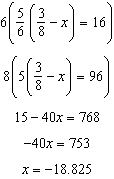 6(5/6(3/8 − x) = 16)
8(5(3/8 − x) = 96)
15 − 40x = 768
−40x = 753
x = −18.825